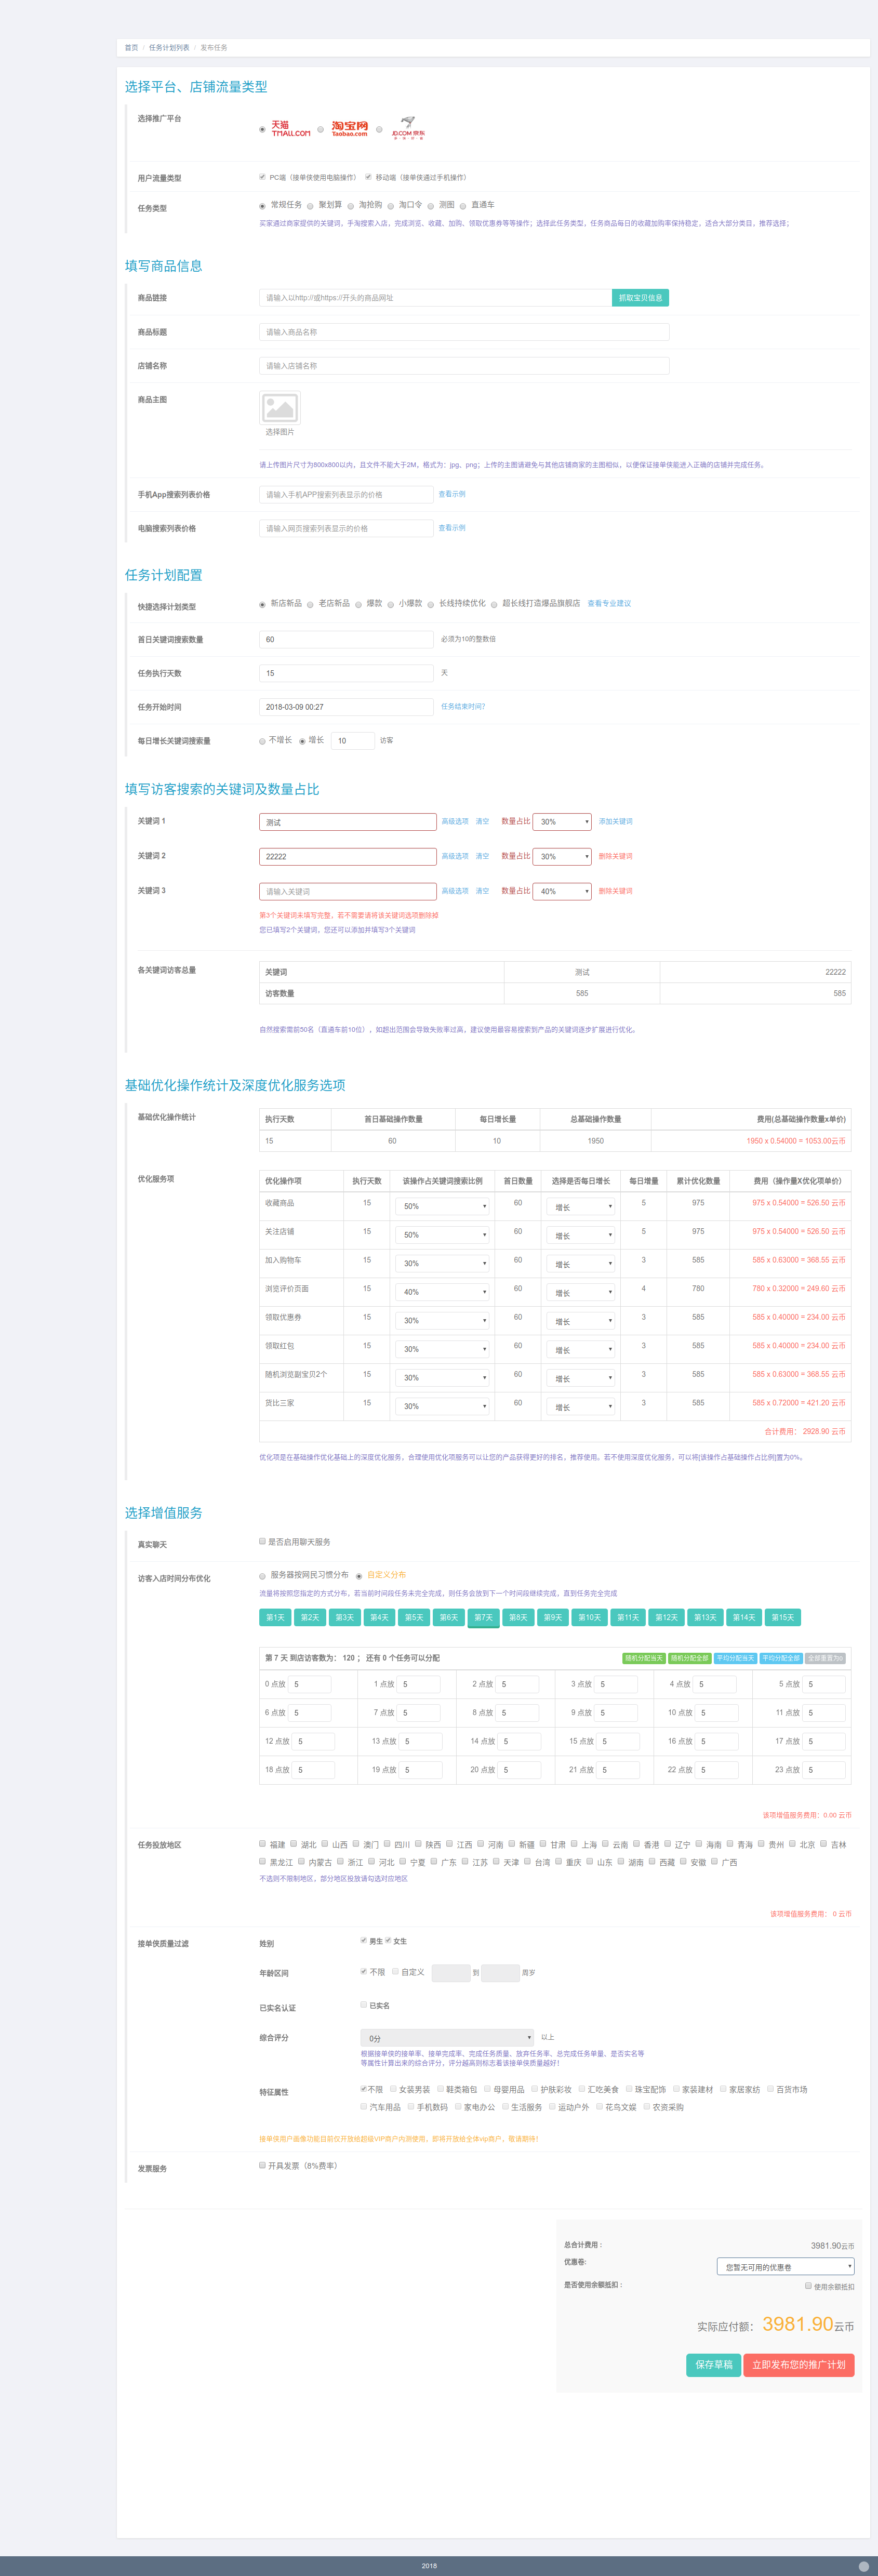 首页 / 任务计划列表 / 发布任务
选择平台、店铺流量类型
选择推广平台 天猫 TMALL.COM 淘宝网 Taobao.com JD.COM 京东
用户流量类型 PC端（接单侠使用电脑操作） 移动端（接单侠通过手机操作）
任务类型 常规任务 聚划算 淘抢购 淘口令 测图 直通车
买家通过商家提供的关键词，手淘搜索入店，完成浏览、收藏、加购、领取优惠券等等操作；选择此任务类型，任务商品每日的收藏加购率保持稳定，适合大部分类目，推荐选择；
填写商品信息
商品链接 请输入以http://或https://开头的商品网址 抓取宝贝信息
商品标题 请输入商品名称
店铺名称 请输入店铺名称
商品主图
选择图片
请上传图片尺寸为800x800以内，且文件不能大于2M，格式为：jpg、png；上传的主图请避免与其他店铺商家的主图相似，以便保证接单侠能进入正确的店铺并完成任务。
手机App搜索列表价格 请输入手机APP搜索列表显示的价格 查看示例
电脑搜索列表价格 请输入网页搜索列表显示的价格 查看示例
任务计划配置
快捷选择计划类型 新店新品 老店新品 爆款 小爆款 长线持续优化 超长线打造爆品旗舰店 查看专业建议
首日关键词搜索数量 60 必须为10的整数倍
任务执行天数 15 天
任务开始时间 2018-03-09 00:27 任务结束时间?
每日增长关键词搜索量 不增长 增长 10 访客
填写访客搜索的关键词及数量占比
关键词 1 测试 高级选项 清空 数量占比 30% 添加关键词
关键词 2 22222 高级选项 清空 数量占比 30% 删除关键词
关键词 3 请输入关键词 高级选项 清空 数量占比 40% 删除关键词
第3个关键词未填写完整，若不需要请将该关键词选项删除掉
您已填写2个关键词，您还可以添加并填写3个关键词
各关键词访客总量 关键词 测试 22222
访客数量 585 585
自然搜索需前50名（直通车前10位），如超出范围会导致失败率过高，建议使用最容易搜索到产品的关键词逐步扩展进行优化。
基础优化操作统计及深度优化服务选项
基础优化操作统计 执行天数 首日基础操作数量 每日增长量 总基础操作数量 费用(总基础操作数量x单价)
15 60 10 1950 1950 x 0.54000 = 1053.00云币
优化服务项 优化操作项 执行天数 该操作占关键词搜索比例 首日数量 选择是否每日增长 每日增量 累计优化数量 费用（操作量X优化项单价）
收藏商品 15 50% 60 增长 5 975 975 x 0.54000 = 526.50 云币
关注店铺 15 50% 60 增长 5 975 975 x 0.54000 = 526.50 云币
加入购物车 15 30% 60 增长 3 585 585 x 0.63000 = 368.55 云币
浏览评价页面 15 40% 60 增长 4 780 780 x 0.32000 = 249.60 云币
领取优惠券 15 30% 60 增长 3 585 585 x 0.40000 = 234.00 云币
领取红包 15 30% 60 增长 3 585 585 x 0.40000 = 234.00 云币
随机浏览副宝贝2个 15 30% 60 增长 3 585 585 x 0.63000 = 368.55 云币
货比三家 15 30% 60 增长 3 585 585 x 0.72000 = 421.20 云币
合计费用： 2928.90 云币
优化项是在基础操作优化基础上的深度优化服务，合理使用优化项服务可以让您的产品获得更好的排名，推荐使用。若不使用深度优化服务，可以将[该操作占基础操作占比例]置为0%。
选择增值服务
真实聊天 是否启用聊天服务
访客入店时间分布优化 服务器按网民习惯分布 自定义分布
流量将按照您指定的方式分布，若当前时间段任务未完全完成，则任务会放到下一个时间段继续完成，直到任务完全完成
第1天 第2天 第3天 第4天 第5天 第6天 第7天 第8天 第9天 第10天 第11天 第12天 第13天 第14天 第15天
第 7 天 到店访客数为： 120 ； 还有 0 个任务可以分配 随机分配当天 随机分配全部 平均分配当天 平均分配全部 全部重置为0
0 点放 5 1 点放 5 2 点放 5 3 点放 5 4 点放 5 5 点放 5
6 点放 5 7 点放 5 8 点放 5 9 点放 5 10 点放 5 11 点放 5
12 点放 5 13 点放 5 14 点放 5 15 点放 5 16 点放 5 17 点放 5
18 点放 5 19 点放 5 20 点放 5 21 点放 5 22 点放 5 23 点放 5
该项增值服务费用：0.00 云币
任务投放地区 福建 湖北 山西 澳门 四川 陕西 江西 河南 新疆 甘肃 上海 云南 香港 辽宁 海南 青海 贵州 北京 吉林
黑龙江 内蒙古 浙江 河北 宁夏 广东 江苏 天津 台湾 重庆 山东 湖南 西藏 安徽 广西
不选则不限制地区，部分地区投放请勾选对应地区
该项增值服务费用： 0 云币
接单侠质量过滤 姓别 男生 女生
年龄区间 不限 自定义 到 周岁
已实名认证 已实名
综合评分 0分 以上
根据接单侠的接单率、接单完成率、完成任务质量、放弃任务率、总完成任务单量、是否实名等
等属性计算出来的综合评分，评分越高则标志着该接单侠质量越好！
特征属性 不限 女装男装 鞋类箱包 母婴用品 护肤彩妆 汇吃美食 珠宝配饰 家装建材 家居家纺 百货市场
汽车用品 手机数码 家电办公 生活服务 运动户外 花鸟文娱 农资采购
接单侠用户画像功能目前仅开放给超级VIP商户内测使用，即将开放给全体vip商户，敬请期待！
发票服务 开具发票（8%费率）
总合计费用： 3981.90云币
优惠卷: 您暂无可用的优惠卷
是否使用余额抵扣： 使用余额抵扣
实际应付额： 3981.90云币
保存草稿 立即发布您的推广计划
2018